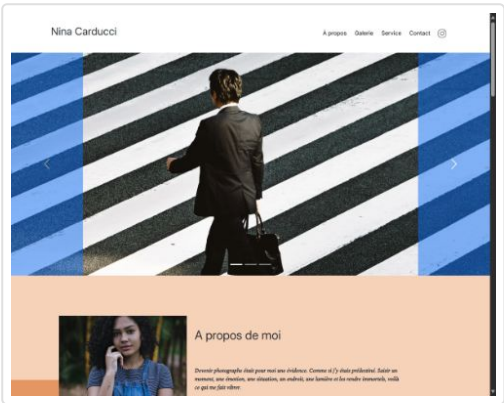 Nina Carducci
À propos Galerie Service Contact
A propos de moi
Devenir photographe était pour moi une évidence. Comme si j'y étais prédestiné. Saisir un
moment, une émotion, une situation, un endroit, une lumière et les rendre immortels, voilà
ce qui me fait vibrer.